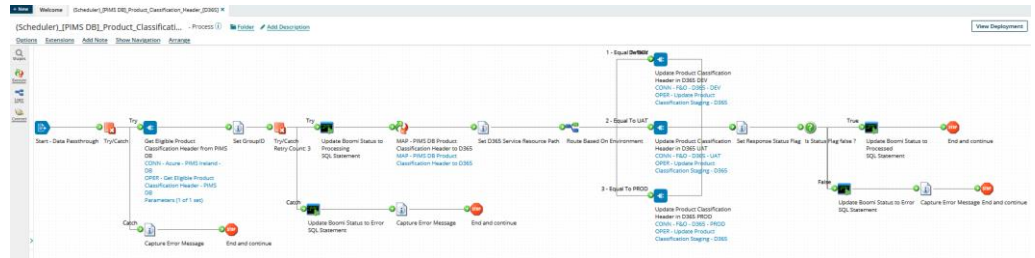 + New
Welcome
(Scheduler)_[PIMS DB]_Product_Classification_Header_[D365] ×
(Scheduler)_[PIMS DB]_Product_Classificati...
- Process
Folder
Add Description
View Deployment
Options
Extensions
Add Note
Show Navigation
Arrange
Start - Data Passthrough
Try/Catch
Try
Get Eligible Product
Classification Header from PIMS
DB
CONN - Azure - PIMS Ireland -
DB
OPER - Get Eligible Product
Classification Header - PIMS
DB
Parameters (1 of 1 set)
Catch
Capture Error Message
End and continue
Set GroupID
Try/Catch
Retry Count: 3
Try
Update Boomi Status to
Processing
SQL Statement
MAP - PIMS DB Product
Classification Header to D365
MAP - PIMS DB Product
Classification Header to D365
Set D365 Service Resource Path
Route Based On Environment
Catch
Update Boomi Status to Error
SQL Statement
Capture Error Message
End and continue
1 - Equal
Update Product Classification
Header in D365 DEV
CONN - F&O - D365 - DEV
OPER - Update Product
Classification Staging - D365
2 - Equal To UAT
Update Product Classification
Header in D365 UAT
CONN - F&O - D365 - UAT
OPER - Update Product
Classification Staging - D365
3 - Equal To PROD
Update Product Classification
Header in D365 PROD
CONN - F&O - D365 - PROD
OPER - Update Product
Classification Staging - D365
Set Response Status Flag
Is Status Flag false ?
True
Update Boomi Status to
Processed
SQL Statement
End and continue
False
Update Boomi Status to Error
SQL Statement
Capture Error Message
End and continue